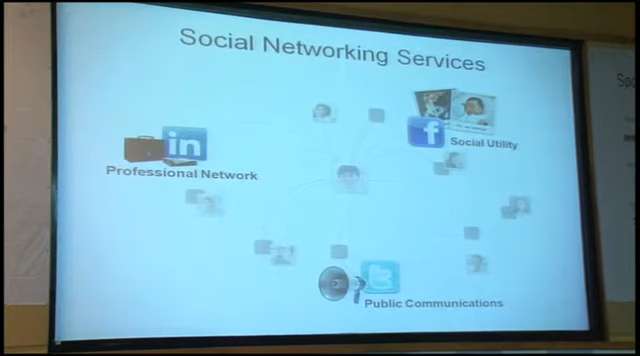 Social Networking Services
in
f
Social Utility
Professional Network
t
Public Communications